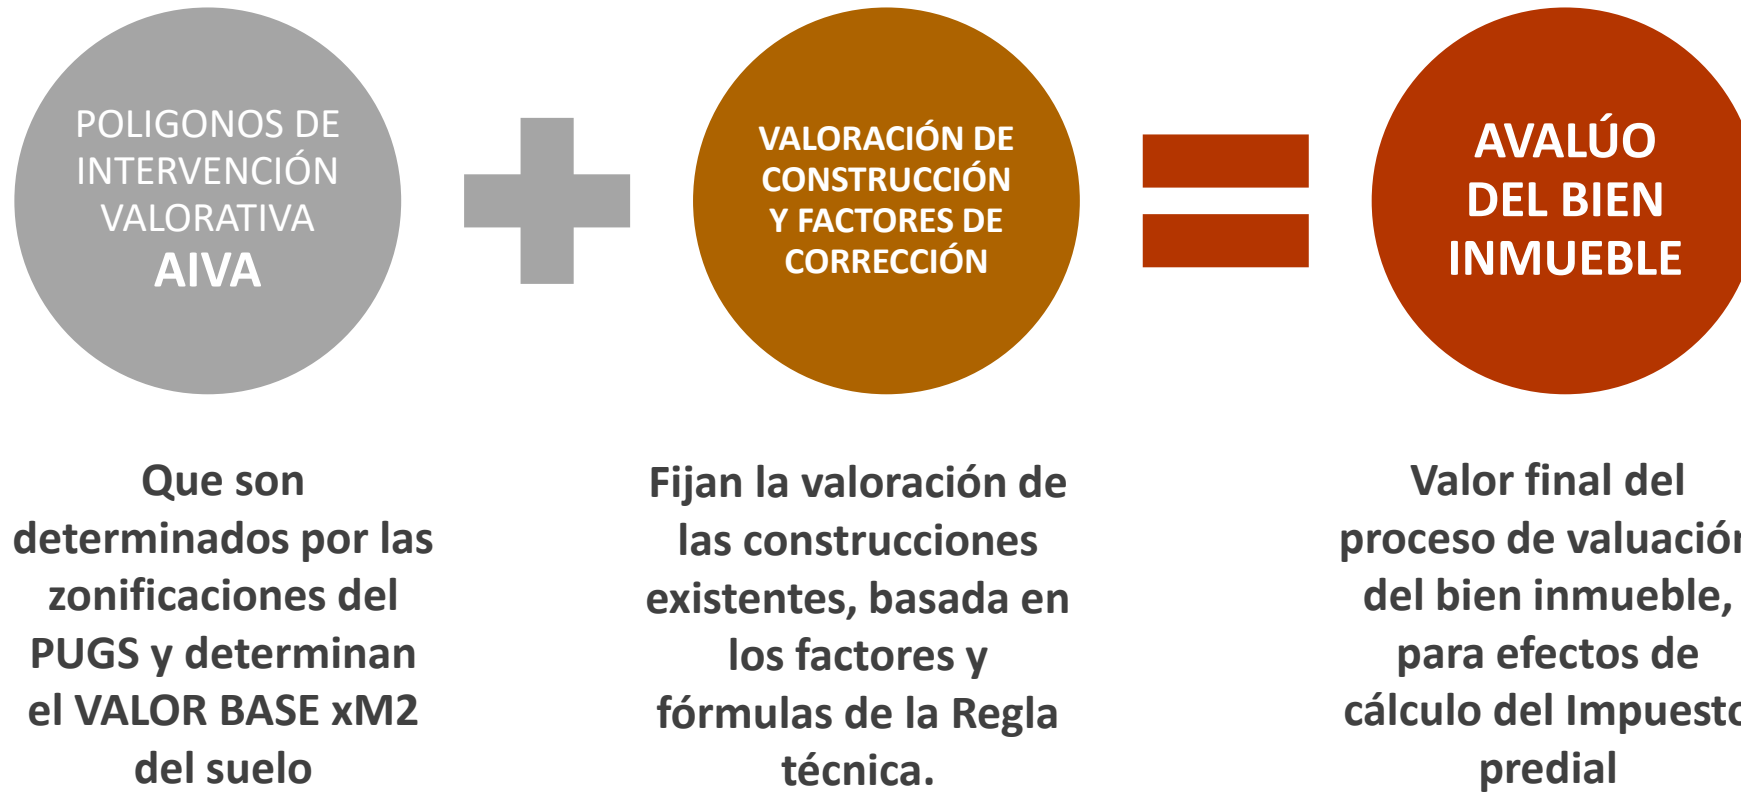 POLIGONOS DE
INTERVENCIÓN
VALORATIVA
AIVA
VALORACIÓN DE
CONSTRUCCIÓN
Y FACTORES DE
CORRECCIÓN
AVALÚO
DEL BIEN
INMUEBLE
Que son
determinados por las
zonificaciones del
PUGS y determinan
el VALOR BASE xM2
del suelo
Fijan la valoración de
las construcciones
existentes, basada en
los factores y
fórmulas de la Regla
técnica.
Valor final del
proceso de valuación
del bien inmueble,
para efectos de
cálculo del Impuesto
predial